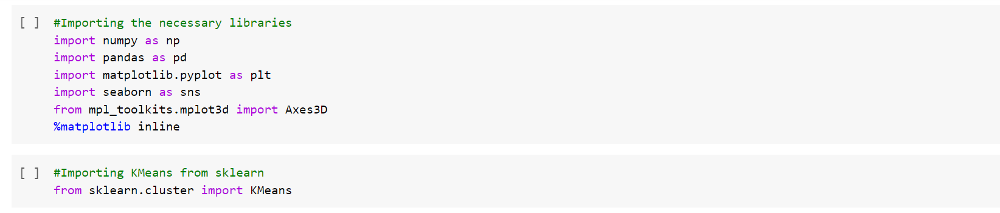 [ ] #Importing the necessary libraries
import numpy as np
import pandas as pd
import matplotlib.pyplot as plt
import seaborn as sns
from mpl_toolkits.mplot3d import Axes3D
%matplotlib inline
[ ] #Importing KMeans from sklearn
from sklearn.cluster import KMeans